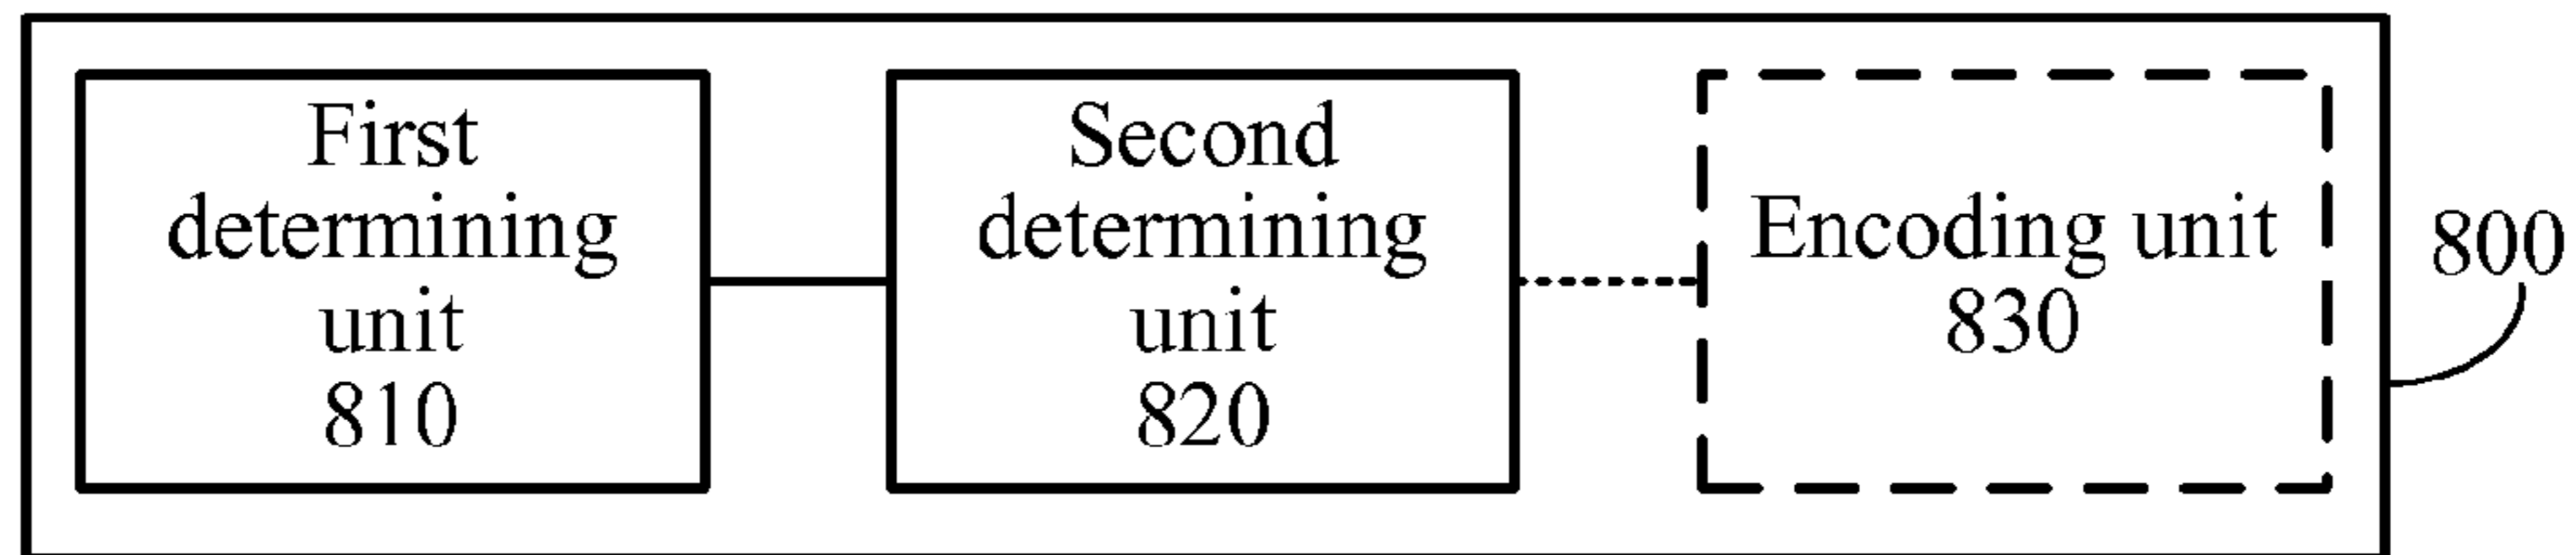 First
determining
unit
810
Second
determining
unit
820
Encoding unit
830
800